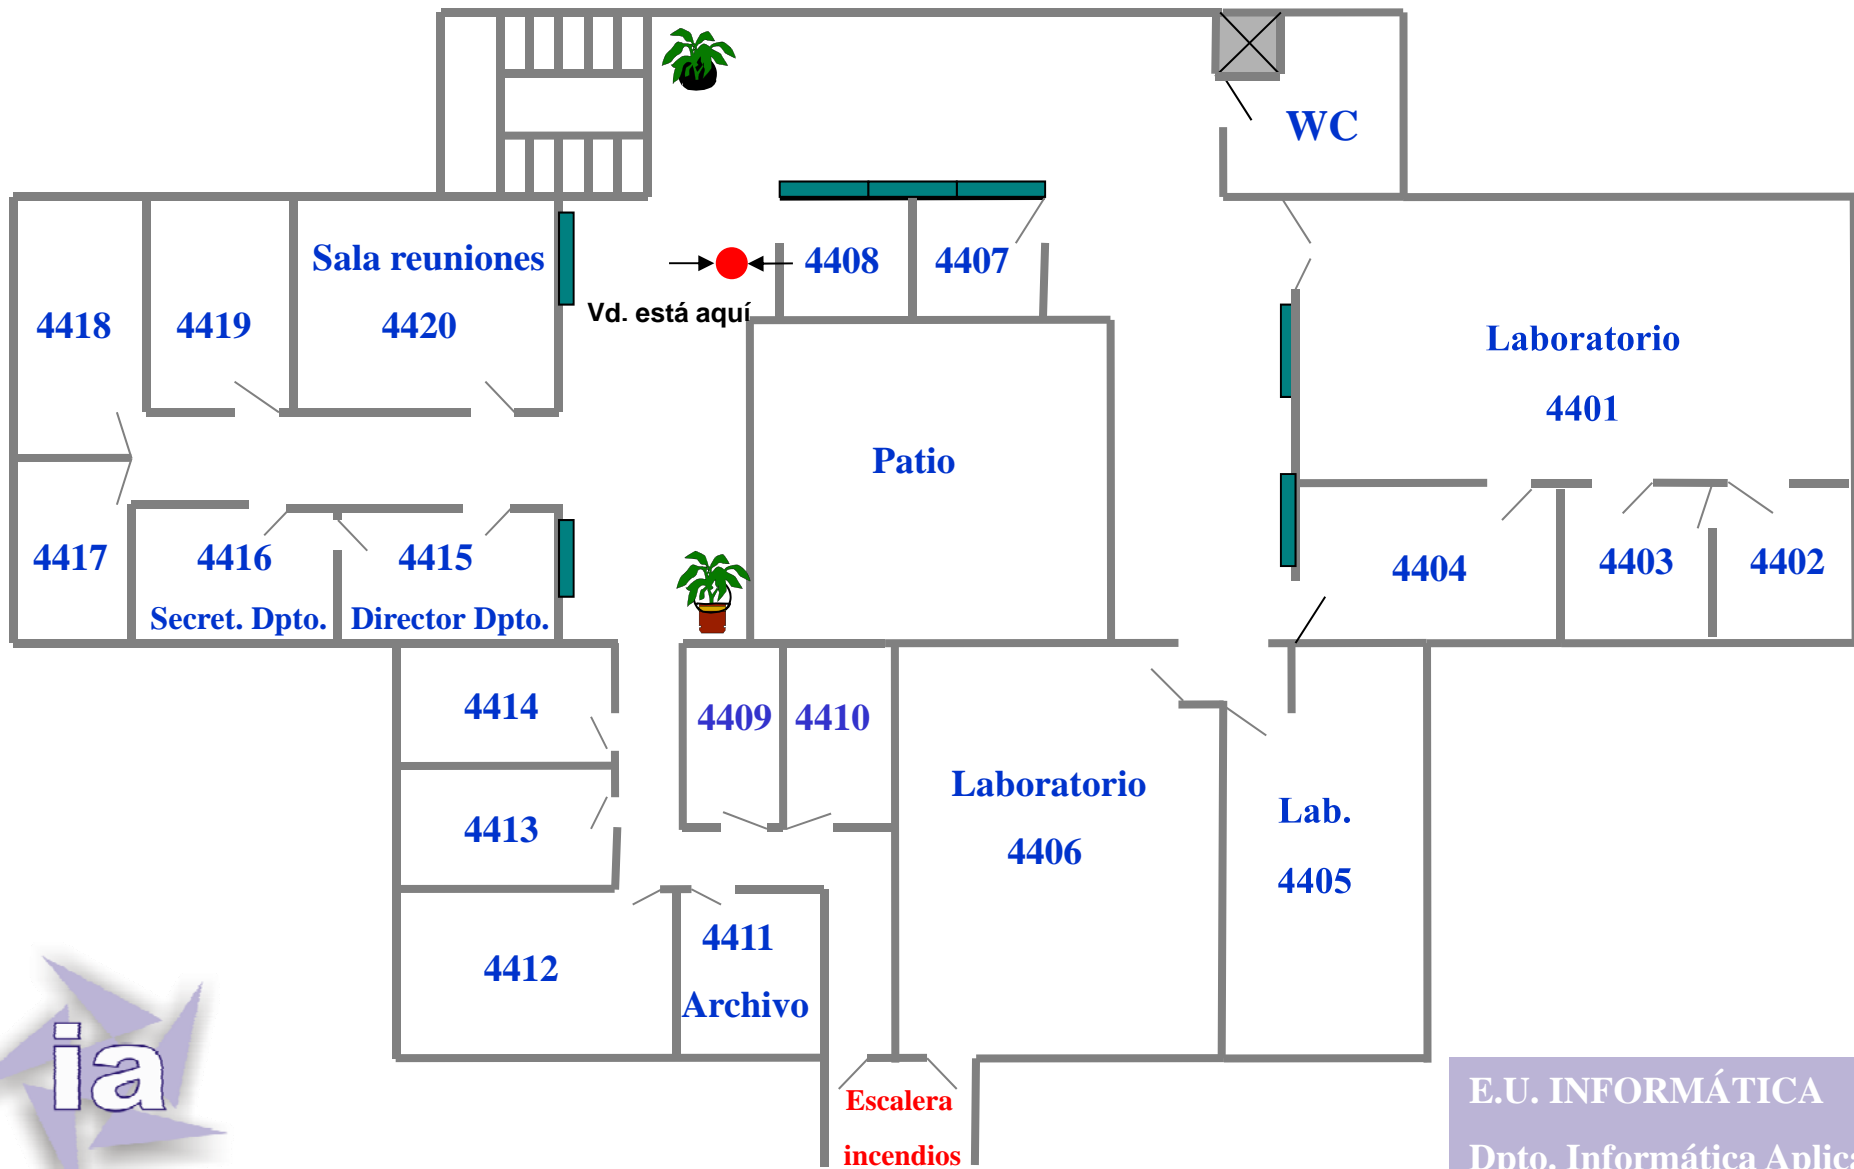 WC
Sala reuniones
4420
4408
4407
Vd. está aquí
4418
4419
Laboratorio
4401
Patio
4417
4416
Secret. Dpto.
4415
Director Dpto.
4404
4403
4402
4414
4409
4410
4413
Laboratorio
4406
Lab.
4405
4412
4411
Archivo
ia
Escalera
incendios
E.U. INFORMÁTICA
Dpto. Informática